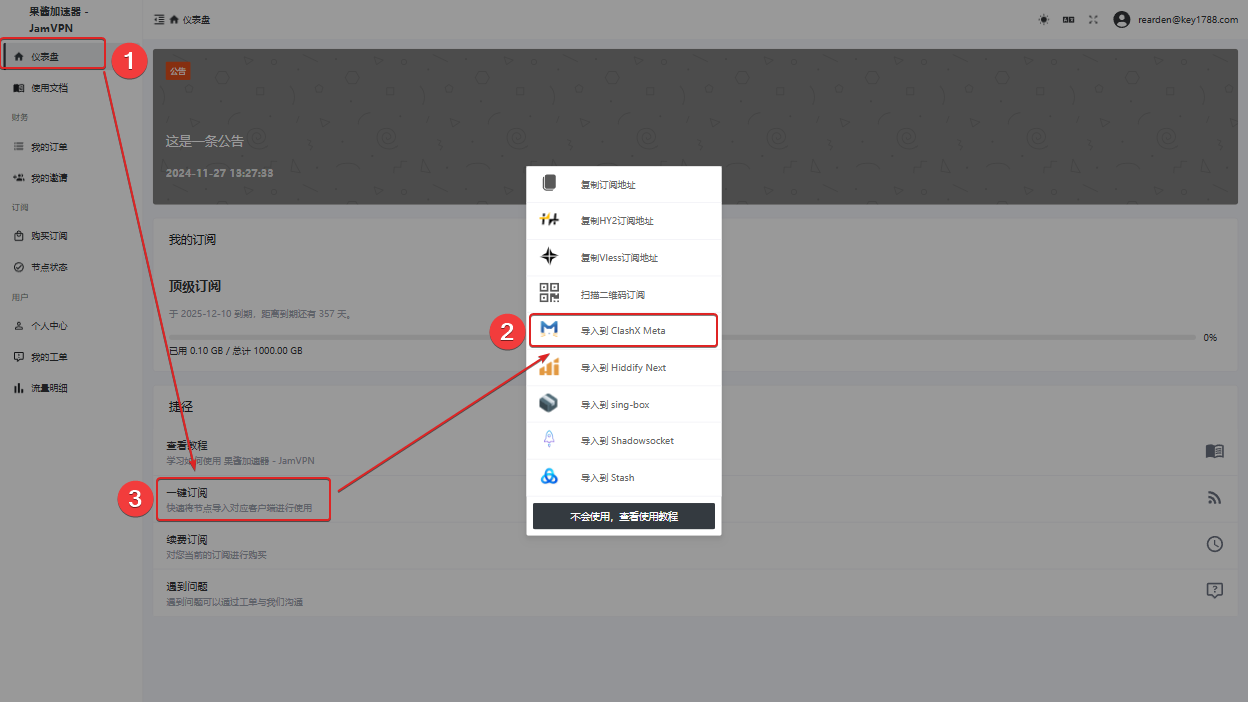 果酱加速器 -
JamVPN
仪表盘
rearden@key1788.com
仪表盘
1
使用文档
财务
我的订单
我的邀请
订阅
购买订阅
节点状态
用户
个人中心
我的工单
流量明细
公告
这是一条公告
2024-11-27 13:27:33
我的订阅
顶级订阅
于 2025-12-10 到期，距离到期还有 357 天。
0%
已用 0.10 GB / 总计 1000.00 GB
捷径
查看教程
学习如何使用 果酱加速器 - JamVPN
3
一键订阅
快速将节点导入对应客户端进行使用
续费订阅
对您当前的订阅进行购买
遇到问题
遇到问题可以通过工单与我们沟通
复制订阅地址
复制HY2订阅地址
复制Vless订阅地址
扫描二维码订阅
2
导入到 ClashX Meta
导入到 Hiddify Next
导入到 sing-box
导入到 Shadowsocket
导入到 Stash
不会使用，查看使用教程